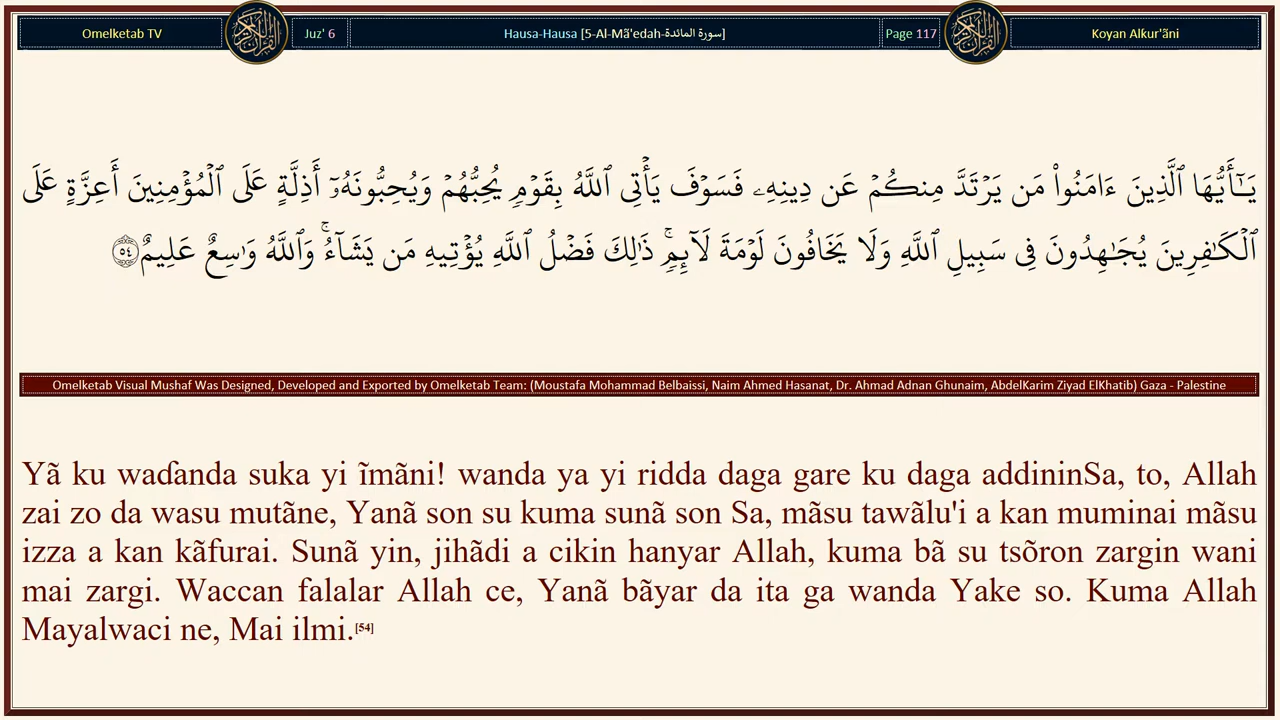 Omelketab TV
Juz' 6
Hausa-Hausa [5-Al-Mã'edah-سورة المائدة]
Page 117
Koyan Alƙur'ãni
يَـٰٓأَيُّهَا ٱلَّذِينَ ءَامَنُوا۟ مَن يَرْتَدَّ مِنكُمْ عَن دِينِهِۦ فَسَوْفَ يَأْتِى ٱللَّهُ بِقَوْمٍ يُحِبُّهُمْ وَيُحِبُّونَهُۥٓ أَذِلَّةٍ عَلَى ٱلْمُؤْمِنِينَ أَعِزَّةٍ عَلَى
ٱلْكَـٰفِرِينَ يُجَـٰهِدُونَ فِى سَبِيلِ ٱللَّهِ وَلَا يَخَافُونَ لَوْمَةَ لَآئِمٍ ۚ ذَٰلِكَ فَضْلُ ٱللَّهِ يُؤْتِيهِ مَن يَشَآءُ ۚ وَٱللَّهُ وَٰسِعٌ عَلِيمٌ ٥٤
Omelketab Visual Mushaf Was Designed, Developed and Exported by Omelketab Team: (Moustafa Mohammad Belbaissi, Naim Ahmed Hasanat, Dr. Ahmad Adnan Ghunaim, AbdelKarim Ziyad ElKhatib) Gaza - Palestine
Yã ku waɗanda suka yi ĩmãni! wanda ya yi ridda daga gare ku daga addininSa, to, Allah
zai zo da wasu mutãne, Yanã son su kuma sunã son Sa, mãsu tawãlu'i a kan muminai mãsu
izza a kan kãfurai. Sunã yin, jihãdi a cikin hanyar Allah, kuma bã su tsõron zargin wani
mai zargi. Waccan falalar Allah ce, Yanã bãyar da ita ga wanda Yake so. Kuma Allah
Mayalwaci ne, Mai ilmi.[54]